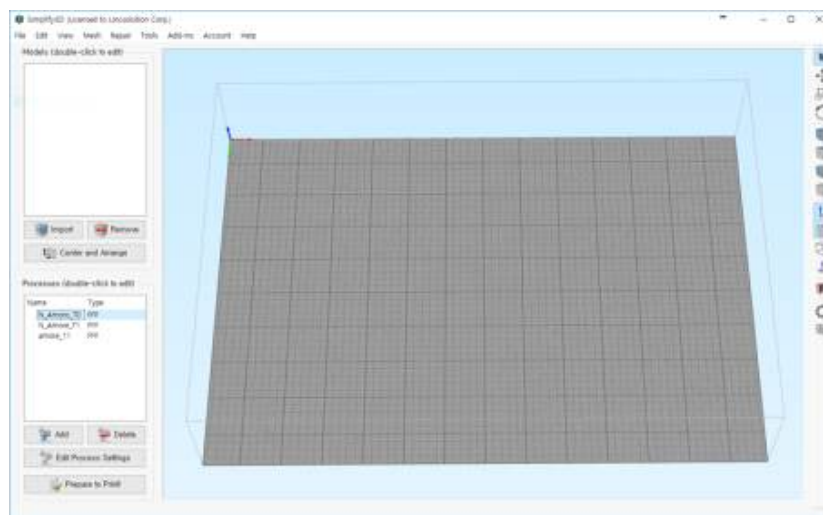 Simplify3D (Licensed to Uncubolution Corp.)
File Edit View Mesh Repair Tools Add-Ins Account Help
Models (double-click to edit)
Import Remove
Center and Arrange
Processes (double-click to edit)
Name Type
FFF
FFF
FFF
Add Delete
Edit Process Settings
Prepare to Print!